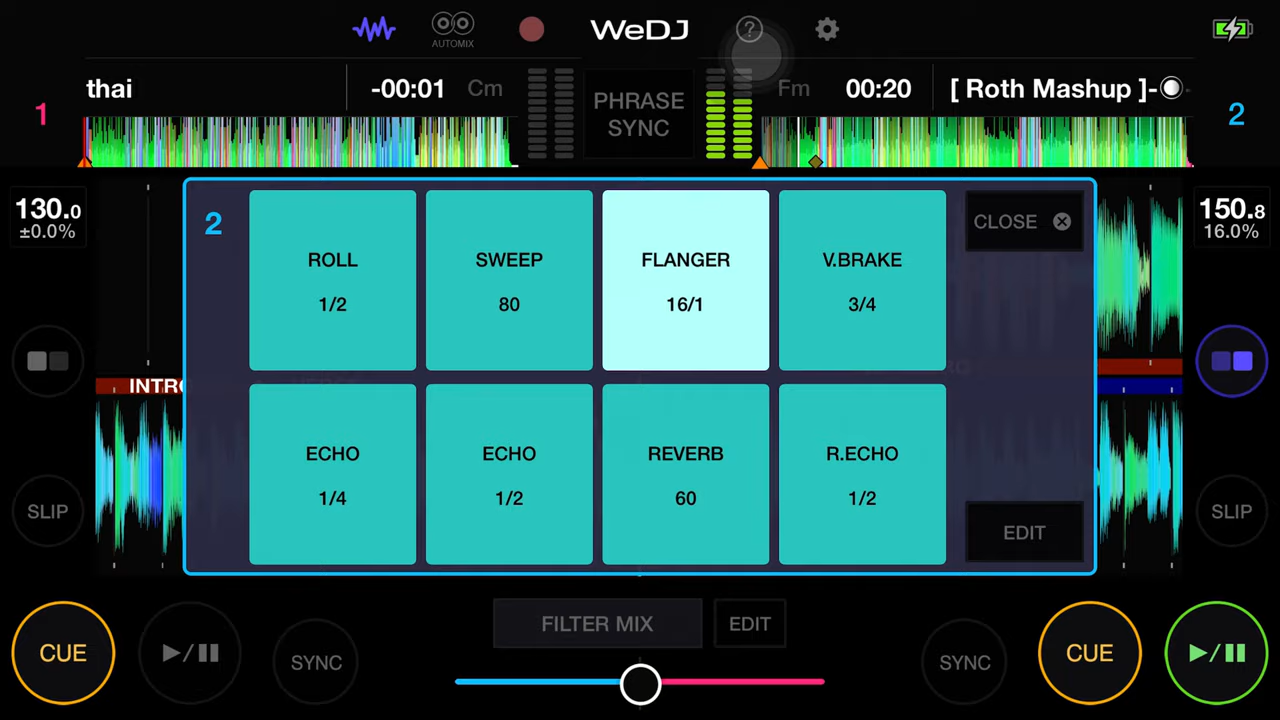 WeDJ
AUTOMIX
?
1
thai
-00:01
Cm
PHRASE
SYNC
Fm
00:20
[ Roth Mashup ]-
2
130.0
±0.0%
150.8
16.0%
2
ROLL
1/2
SWEEP
80
FLANGER
16/1
V.BRAKE
3/4
CLOSE
INTRO
ECHO
1/4
ECHO
1/2
REVERB
60
R.ECHO
1/2
EDIT
SLIP
SLIP
CUE
SYNC
FILTER MIX
EDIT
SYNC
CUE